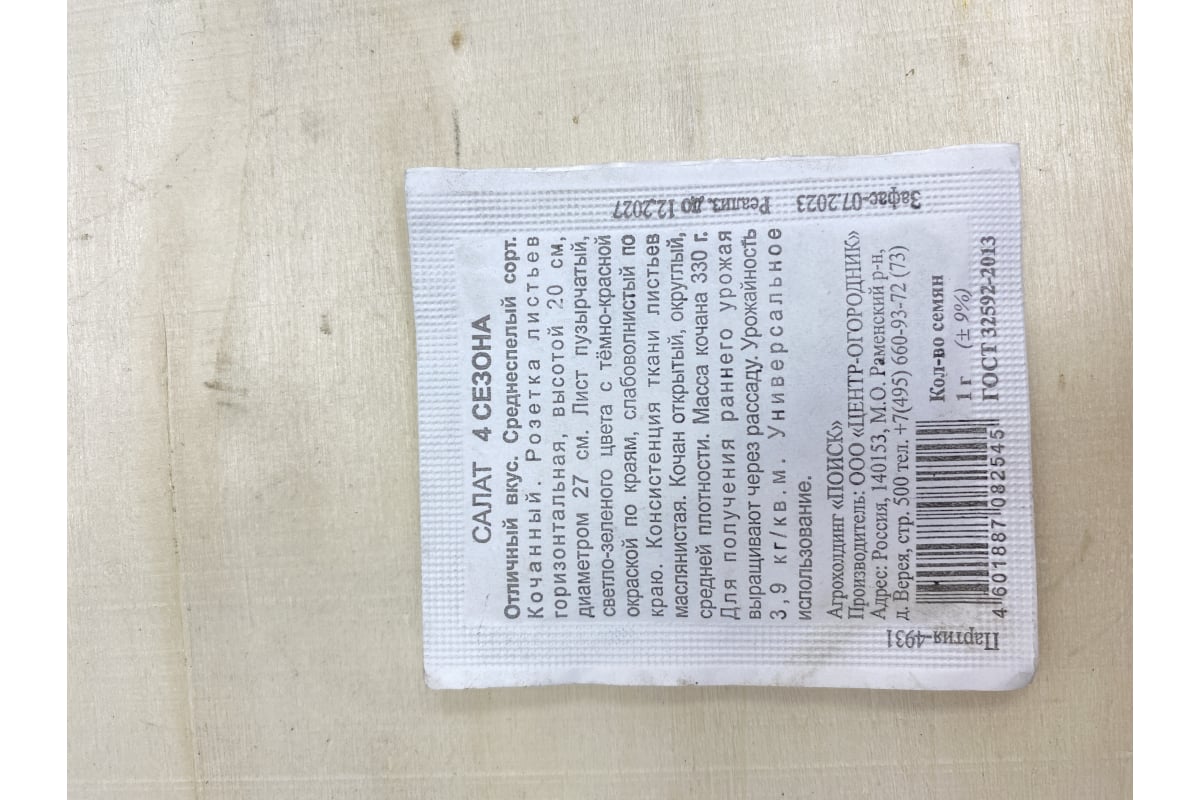 САЛАТ 4 СЕЗОНА
Отличный вкус. Среднеспелый сорт.
Кочанный. Розетка листьев
горизонтальная, высотой 20 см,
диаметром 27 см. Лист пузырчатый,
светло-зеленого цвета с тёмно-красной
окраской по краям, слабоволнистый по
краю. Консистенция ткани листьев
маслянистая. Кочан открытый, округлый,
средней плотности. Масса кочана 330 г.
Для получения раннего урожая
выращивают через рассаду. Урожайность
3,9 кг/кв.м. Универсальное
использование.
Агрохолдинг «ПОИСК»
Производитель: ООО «ЦЕНТР-ОГОРОДНИК»
Адрес: Россия, 140153, М.О. Раменский р-н,
д. Верея, стр. 500 тел. +7(495) 660-93-72 (73)
Кол-во семян
1 г (± 9%)
ГОСТ 32592-2013
4 601887 082545
Партия-4931
Реализ. до 12.2027
Зафас-07.2023